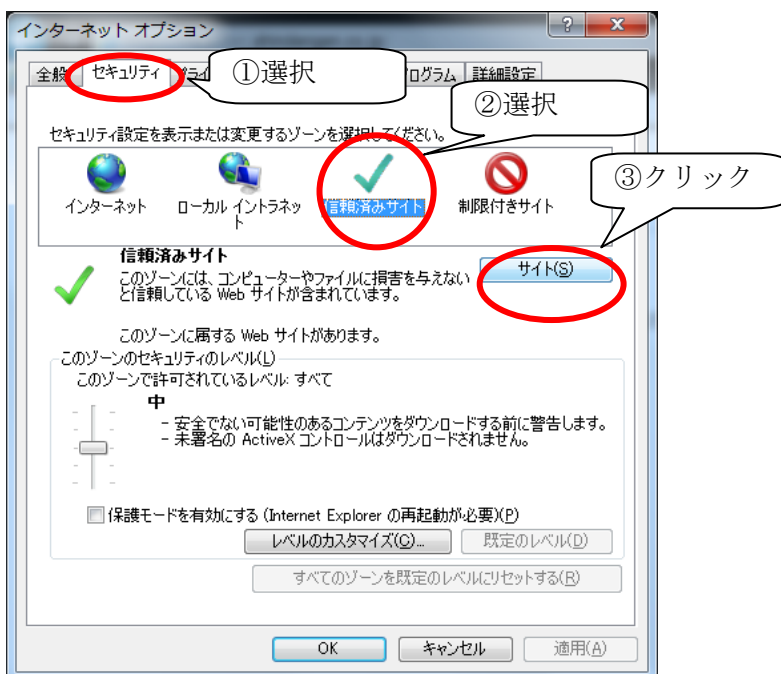 インターネット オプション
全般
セキュリティ
①選択
ログラム
詳細設定
②選択
セキュリティ設定を表示または変更するゾーンを選択してください。
③クリック
インターネット
ローカル イントラネッ
ト
信頼済みサイト
制限付きサイト
信頼済みサイト
サイト(S)
このゾーンには、コンピューターやファイルに損害を与えない
と信頼している Web サイトが含まれています。
このゾーンに属する Web サイトがあります。
このゾーンのセキュリティのレベル(L)
このゾーンで許可されているレベル: すべて
中
- 安全でない可能性のあるコンテンツをダウンロードする前に警告します。
- 未署名の ActiveX コントロールはダウンロードされません。
保護モードを有効にする (Internet Explorer の再起動が必要)(P)
レベルのカスタマイズ(C)...
既定のレベル(D)
すべてのゾーンを既定のレベルにリセットする(R)
OK
キャンセル
適用(A)